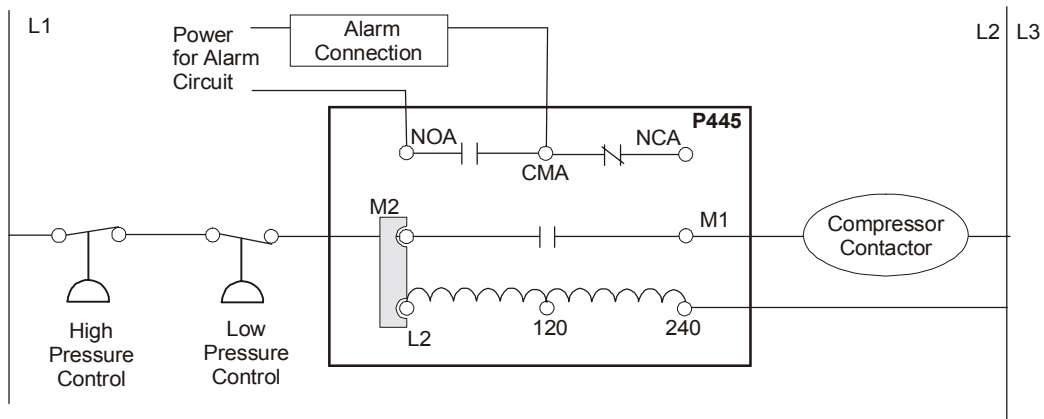 L1
Power
for Alarm
Circuit
Alarm
Connection
L2
L3
P445
NOA
CMA
NCA
M2
M1
Compressor
Contactor
L2
120
240
High
Pressure
Control
Low
Pressure
Control